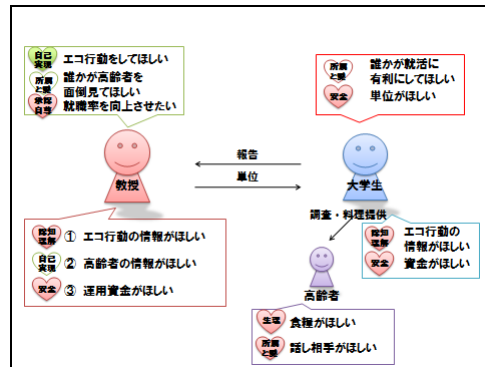 自己
実現
エコ行動をしてほしい
所属
と愛
誰かが高齢者を
面倒見てほしい
承認
自尊
就職率を向上させたい
所属
と愛
誰かが就活に
有利にしてほしい
安全
単位がほしい
報告
単位
教授
大学生
調査・料理提供
認知
理解
① エコ行動の情報がほしい
自己
実現
② 高齢者の情報がほしい
安全
③ 運用資金がほしい
認知
理解
エコ行動の
情報がほしい
安全
資金がほしい
高齢者
生理
食糧がほしい
所属
と愛
話し相手がほしい